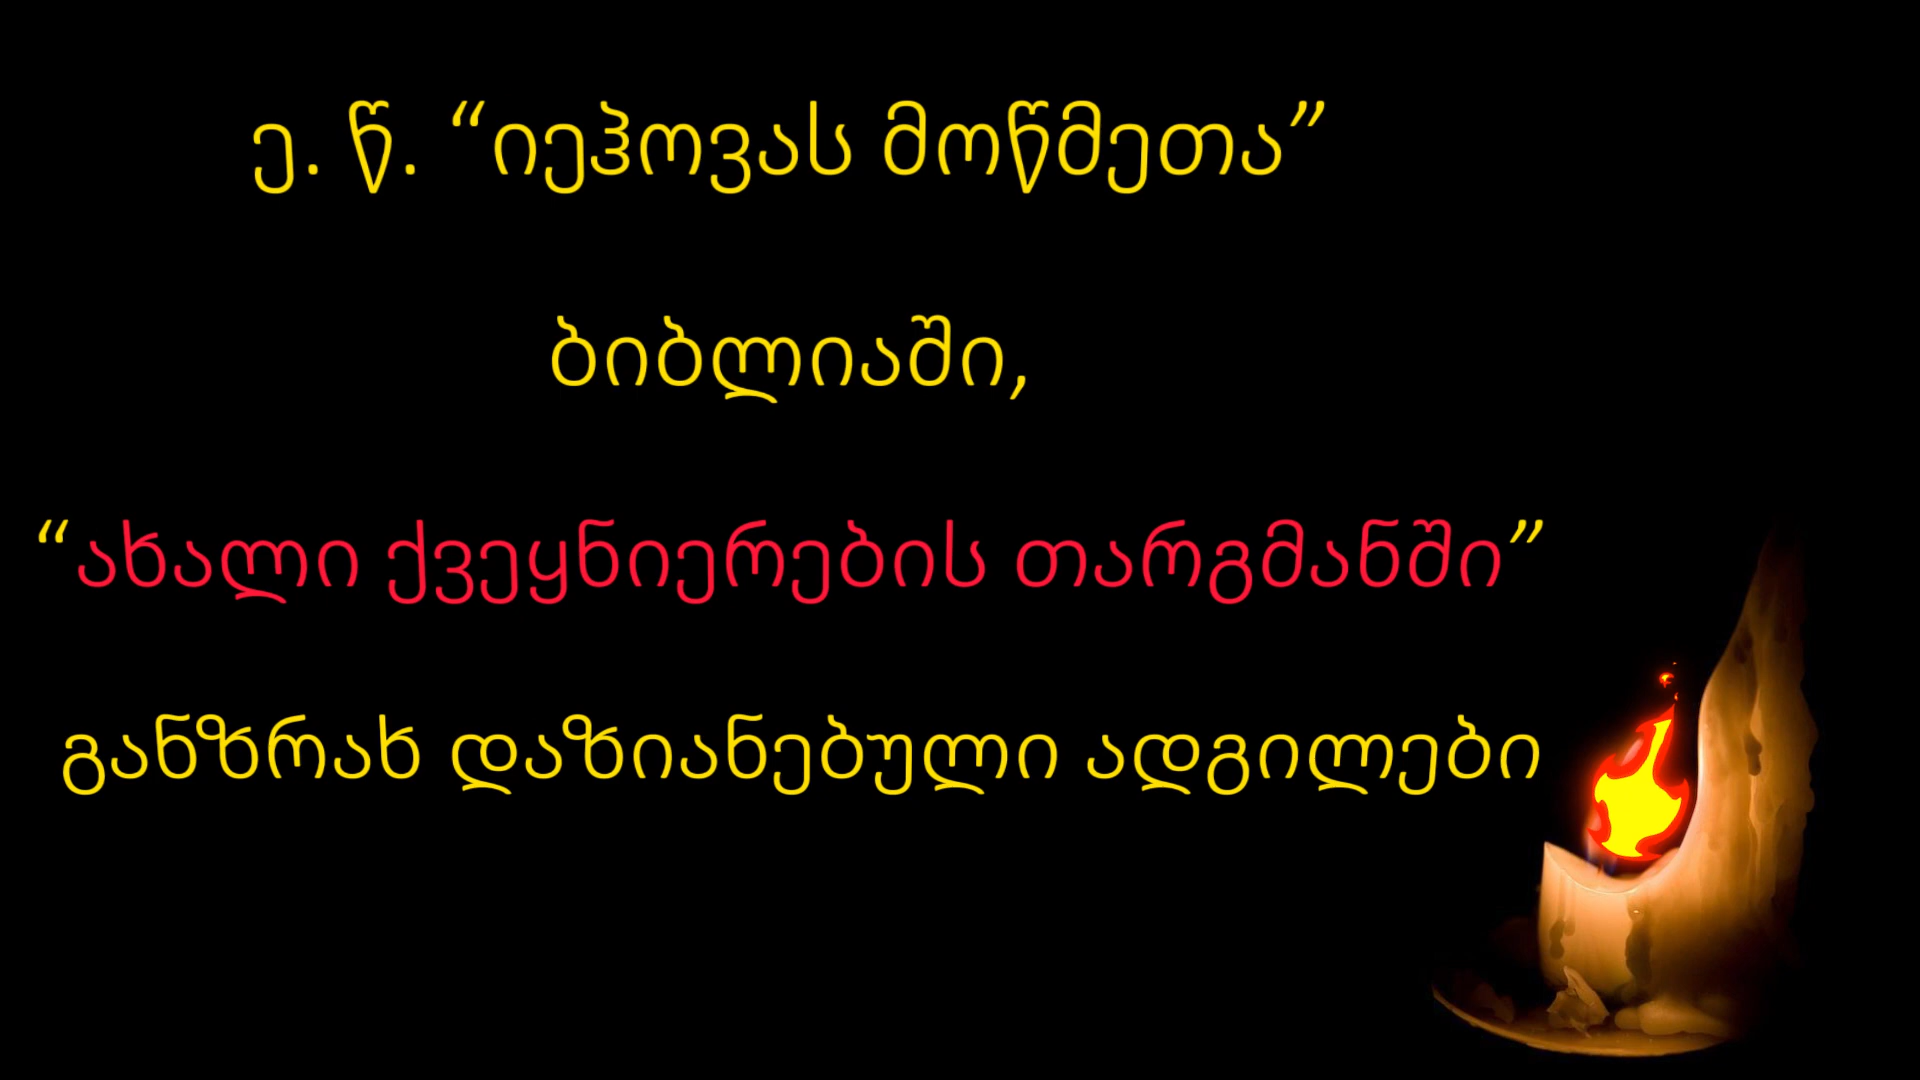 ე. წ. “იეჰოვას მოწმეთა”
ბიბლიაში,
“ახალი ქვეყნიერების თარგმანში”
განზრახ დაზიანებული ადგილები